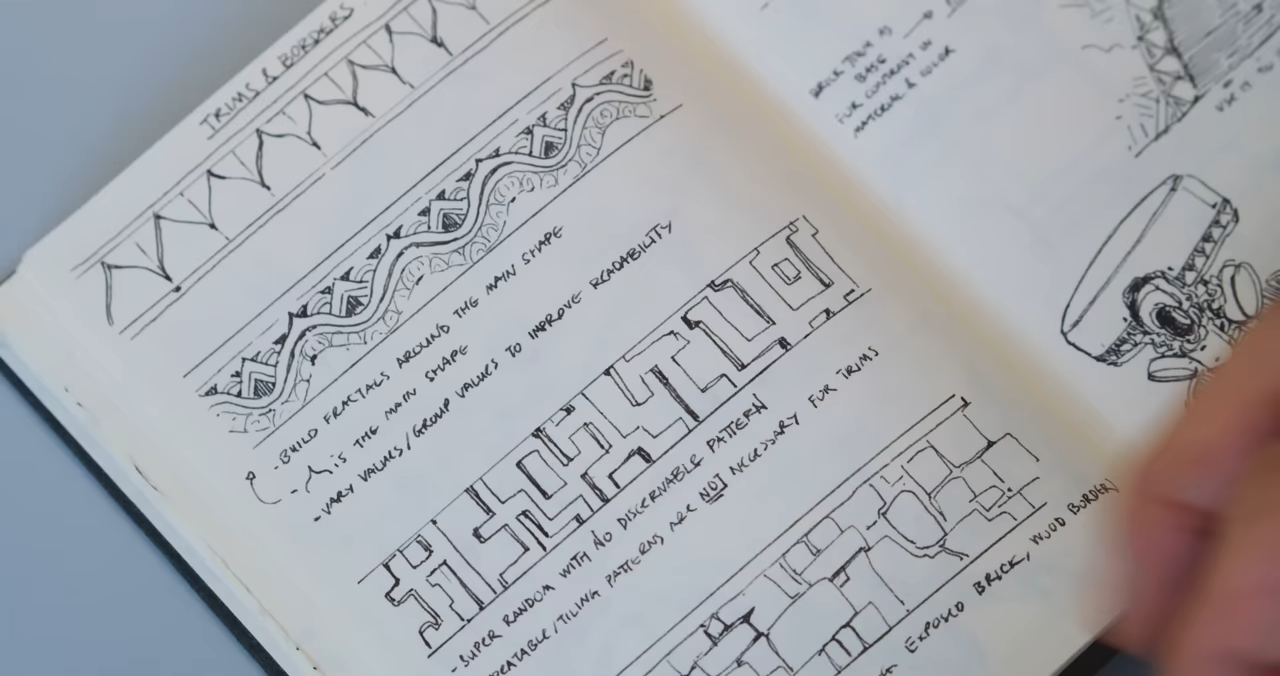 TRIMS & BORDERS
- BUILD FRACTALS AROUND THE MAIN SHAPE
- IS THE MAIN SHAPE
- VARY VALUES/GROUP VALUES TO IMPROVE READABILITY
- SUPER RANDOM WITH NO DISCERNABLE PATTERN
/TILING PATTERNS ARE NOT NECESSARY FOR TRIMS
EXPOSED BRICK, WOOD BORDER
BRICK TRIM AS
BASE
FOR CONTRAST IN
MATERIAL & COLOR